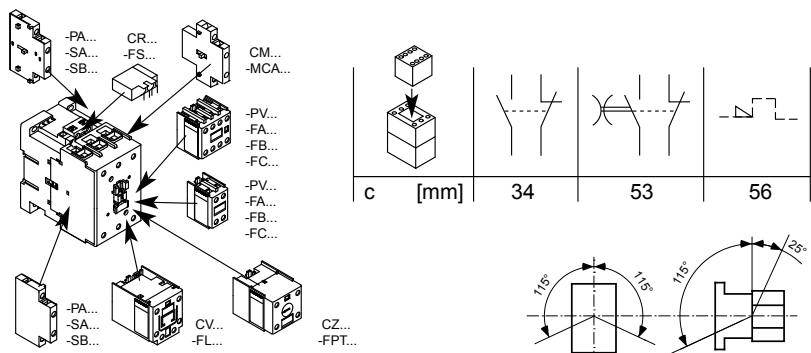 -PA...
-SA...
-SB...
CR...
-FS...
CM...
-MCA...
-PV...
-FA...
-FB...
-FC...
-PV...
-FA...
-FB...
-FC...
-PA...
-SA...
-SB...
CV...
-FL...
CZ...
-FPT...
c [mm] 34 53 56
115° 115°
115° 25°